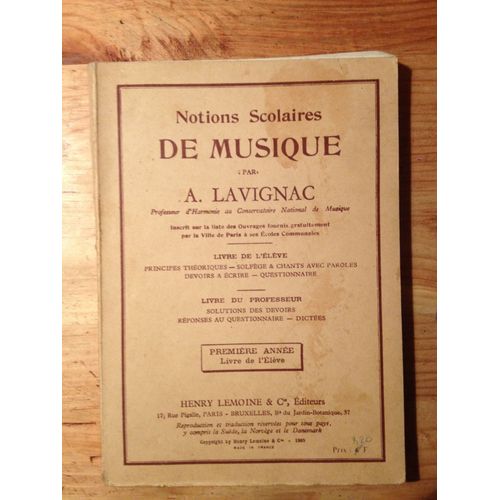 Notions Scolaires
DE MUSIQUE
PAR
A. LAVIGNAC
Professeur d'Harmonie au Conservatoire National de Musique
Inscrit sur la liste des Ouvrages fournis gratuitement
par la Ville de Paris à ses Écoles Communales
LIVRE DE L'ÉLÈVE
PRINCIPES THÉORIQUES — SOLFÈGE & CHANTS AVEC PAROLES
DEVOIRS A ÉCRIRE — QUESTIONNAIRE
LIVRE DU PROFESSEUR
SOLUTIONS DES DEVOIRS
RÉPONSES AU QUESTIONNAIRE — DICTÉES
PREMIÈRE ANNÉE
Livre de l'Élève
HENRY LEMOINE & Cie, Éditeurs
17, Rue Pigalle, PARIS - BRUXELLES, Bd du Jardin-Botanique, 37
Reproduction et traduction réservées pour tous pays,
y compris la Suède, la Norvège et le Danemark
Copyright by Henry Lemoine & Cie -
MADE IN FRANCE
Prix : F